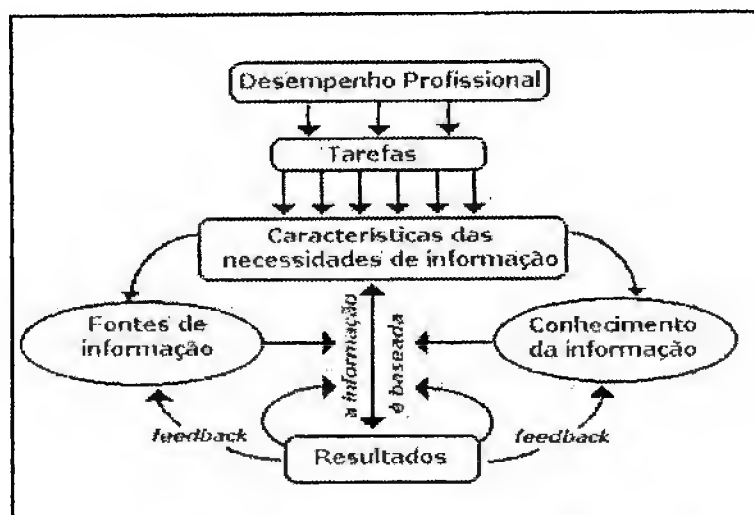 Desempenho Profissional
Tarefas
Características das
necessidades de informação
Fontes de
informação
a informação
é baseada
Conhecimento
da informação
feedback
Resultados
feedback